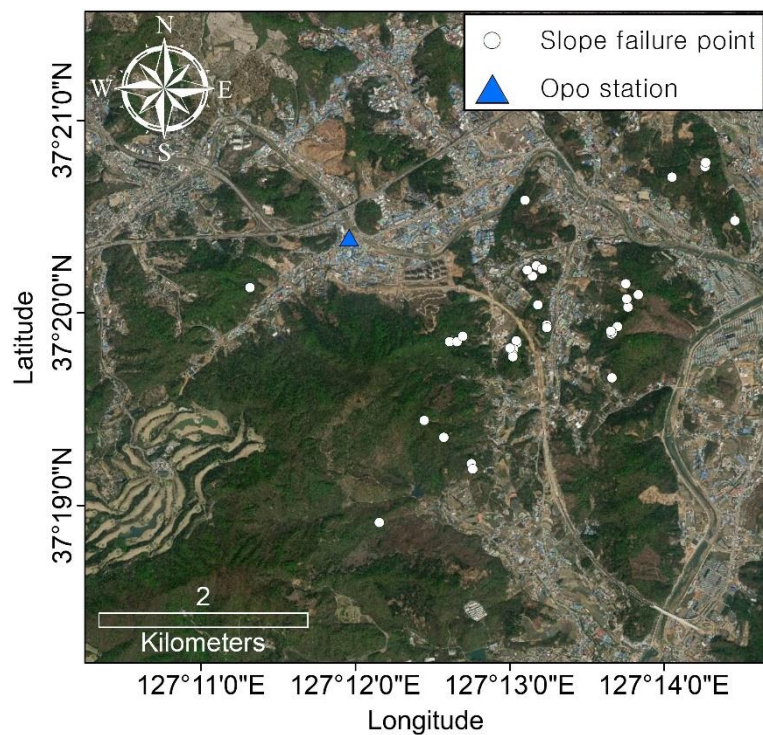 N
W
E
S
Slope failure point
Opo station
37°21'0"N
37°20'0"N
37°19'0"N
Latitude
2
Kilometers
127°11'0"E
127°12'0"E
127°13'0"E
127°14'0"E
Longitude